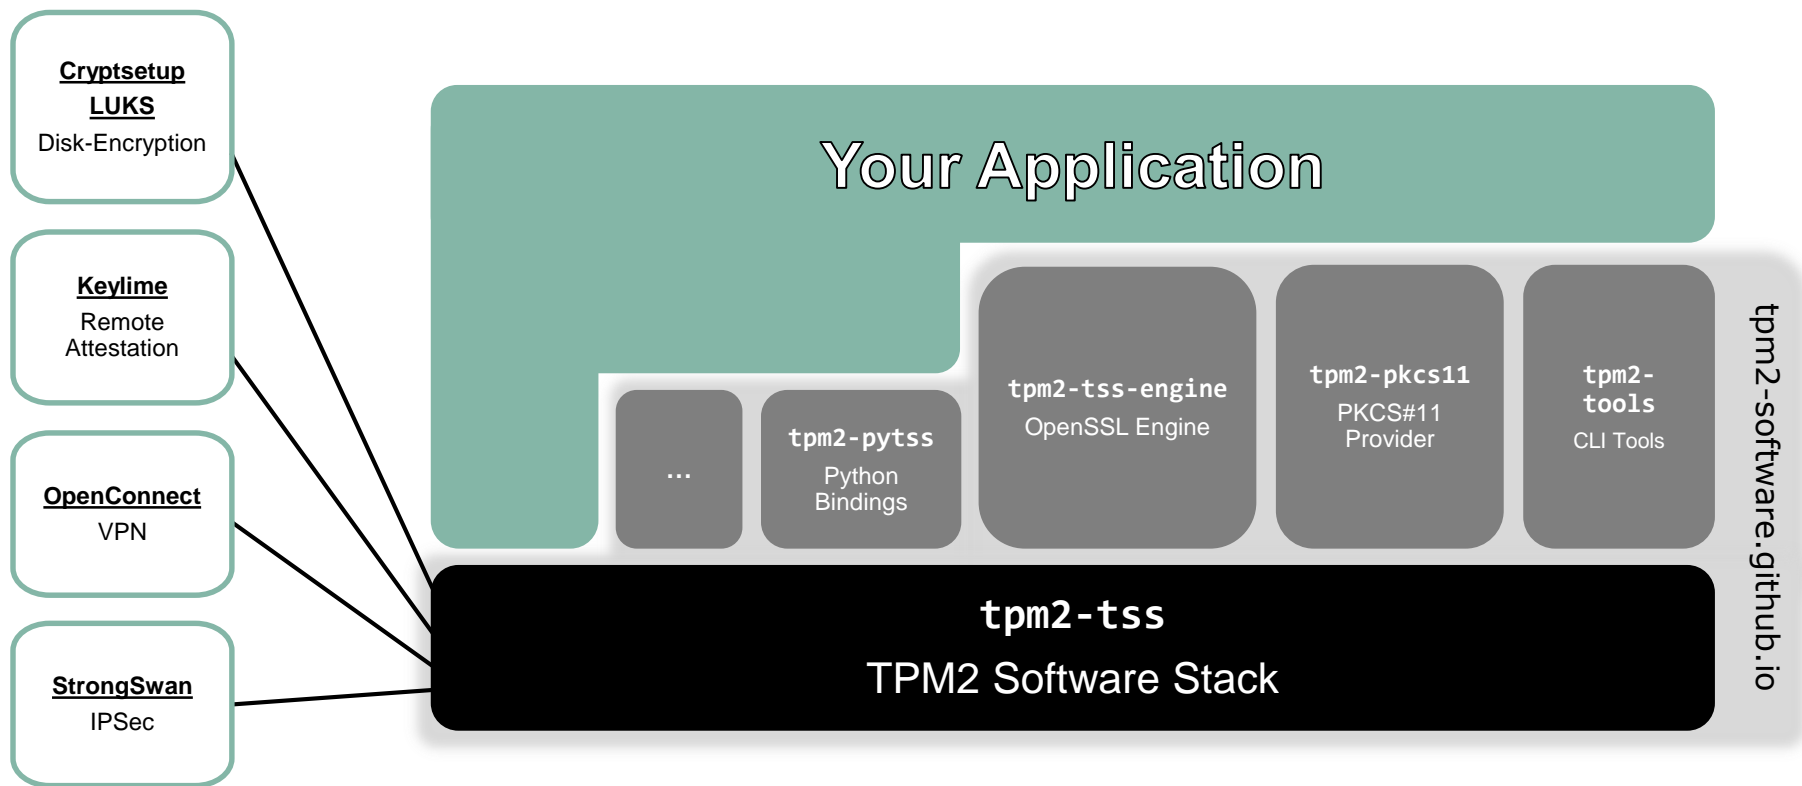 Cryptsetup
LUKS
Disk-Encryption
Keylime
Remote
Attestation
OpenConnect
VPN
StrongSwan
IPSec
Your Application
...
tpm2-pytss
Python
Bindings
tpm2-tss-engine
OpenSSL Engine
tpm2-pkcs11
PKCS#11
Provider
tpm2-
tools
CLI Tools
tpm2-tss
TPM2 Software Stack
tpm2-software.github.io